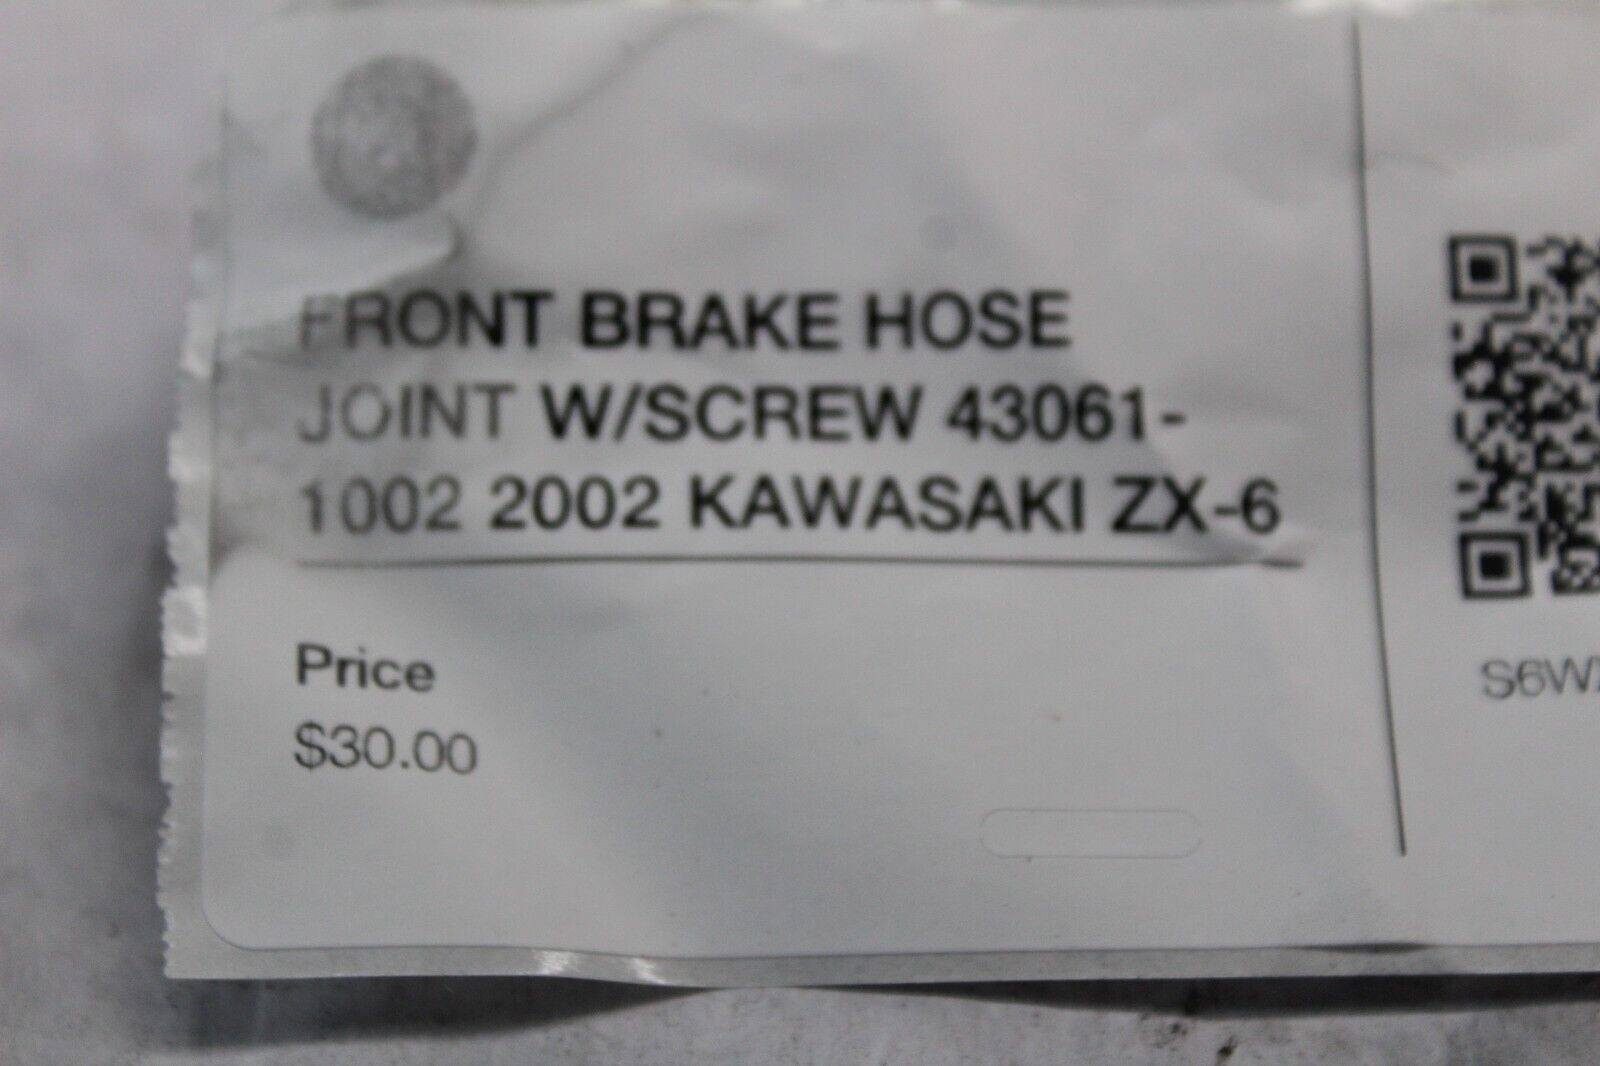 FRONT BRAKE HOSE
JOINT W/SCREW 43061-
1002 2002 KAWASAKI ZX-6
Price
$30.00